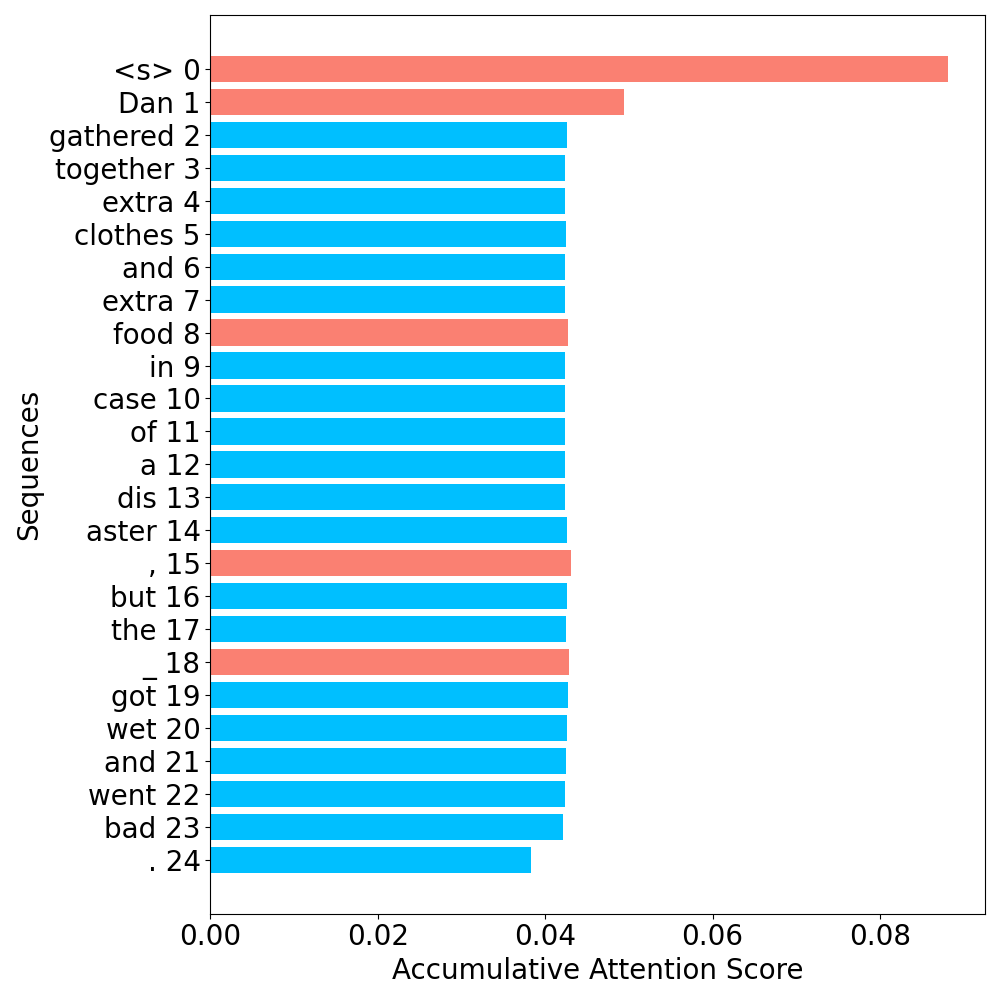 <s> 0
Dan 1
gathered 2
together 3
extra 4
clothes 5
and 6
extra 7
food 8
in 9
case 10
of 11
a 12
dis 13
aster 14
, 15
but 16
the 17
_ 18
got 19
wet 20
and 21
went 22
bad 23
. 24
Sequences
0.00 0.02 0.04 0.06 0.08
Accumulative Attention Score